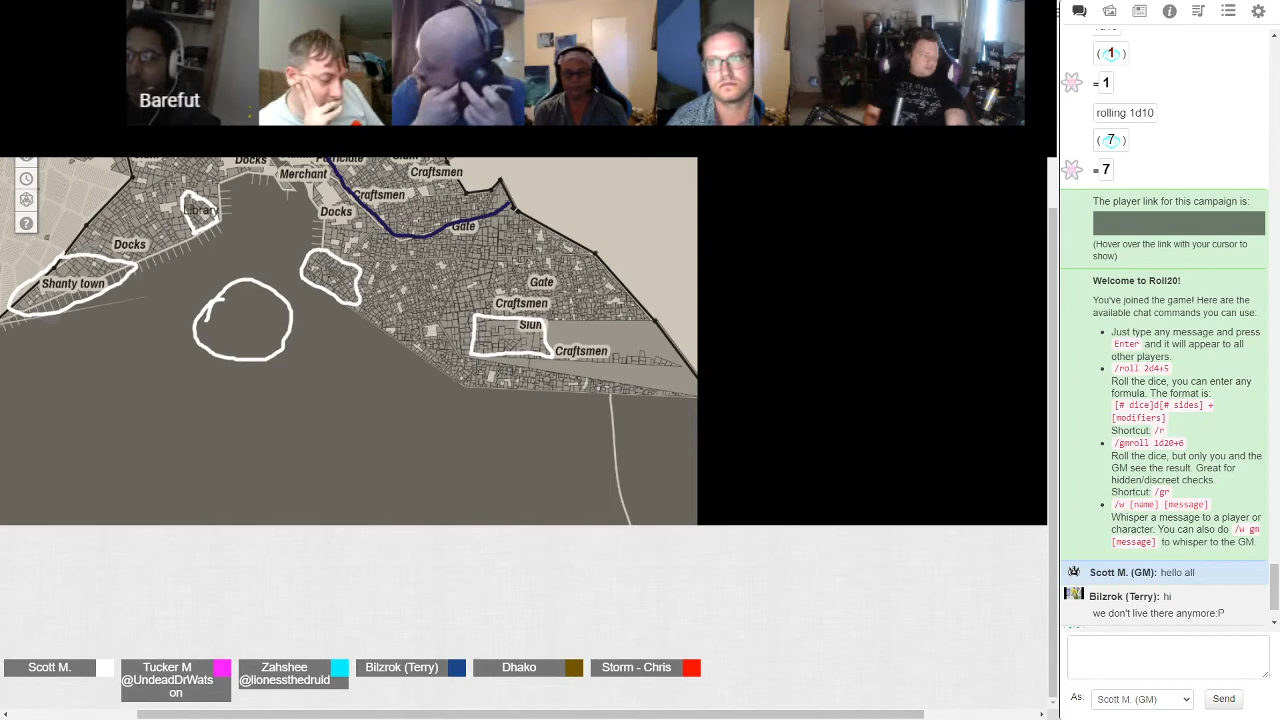 Barefut
Docks
Merchant
Craftsmen
Craftsmen
Library
Docks
Gate
Docks
Shanty town
Gate
Craftsmen
Slun
Craftsmen
(1)
= 1
rolling 1d10
(7)
= 7
The player link for this campaign is:
(Hover over the link with your cursor to
show)
Welcome to Roll20!
You've joined the game! Here are the
available chat commands you can use:
• Just type any message and press
Enter and it will appear to all
other players.
• /roll 2d4+5
Roll the dice, you can enter any
formula. The format is:
[# dice]d[# sides] +
[modifiers]
Shortcut: /r
• /gmroll 1d20+6
Roll the dice, but only you and the
GM see the result. Great for
hidden/discreet checks.
Shortcut: /gr
• /w [name] [message]
Whisper a message to a player or
character. You can also do /w gm
[message] to whisper to the GM.
Scott M. (GM): hello all
Bilzrok (Terry): hi
we don't live there anymore:P
As: Scott M. (GM) Send
Scott M.
Tucker M
@UndeadDrWats
on
Zahshee
@lionessthedruid
Bilzrok (Terry)
Dhako
Storm - Chris